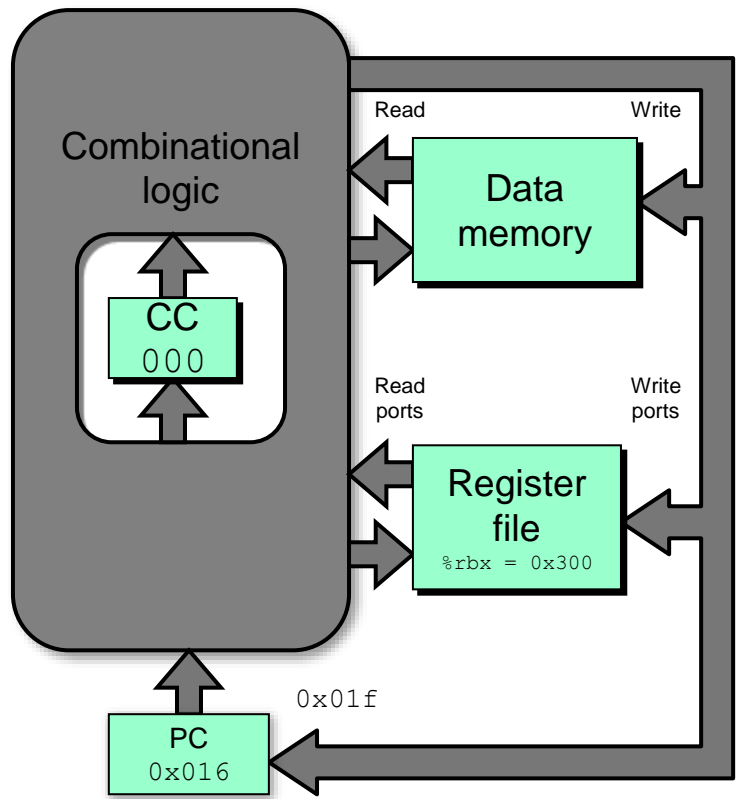 Read
Write
Combinational
logic
Data
memory
CC
000
Read
ports
Write
ports
Register
file
%rbx = 0x300
0x01f
PC
0x016